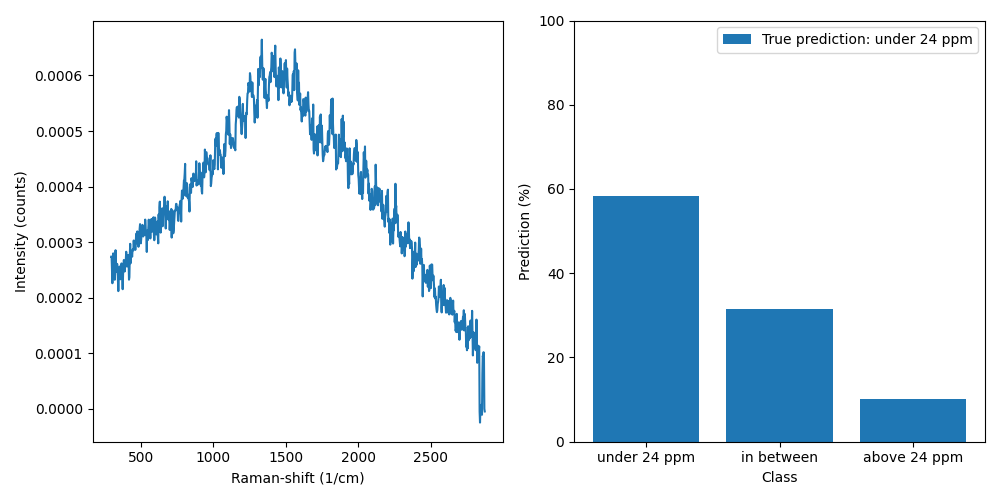 0.0006
0.0005
0.0004
0.0003
0.0002
0.0001
0.0000
Intensity (counts)
500 1000 1500 2000 2500
Raman-shift (1/cm)
100
80
60
40
20
0
Prediction (%)
True prediction: under 24 ppm
under 24 ppm in between above 24 ppm
Class